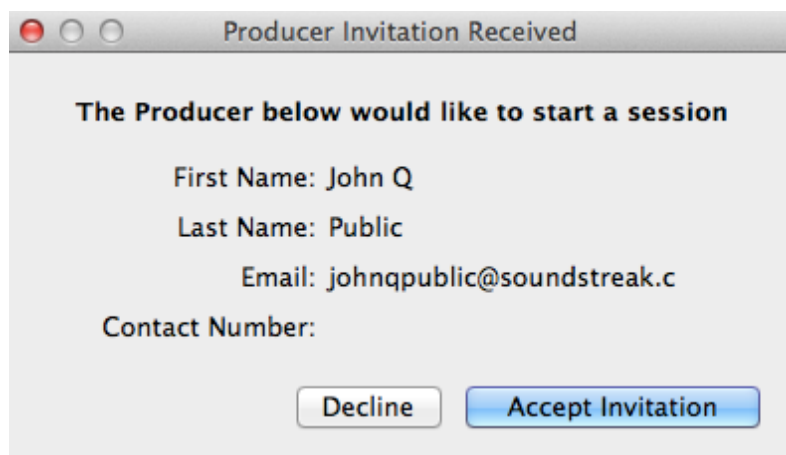 Producer Invitation Received
The Producer below would like to start a session
First Name: John Q
Last Name: Public
Email: johnqpublic@soundstreak.c
Contact Number:
Decline Accept Invitation